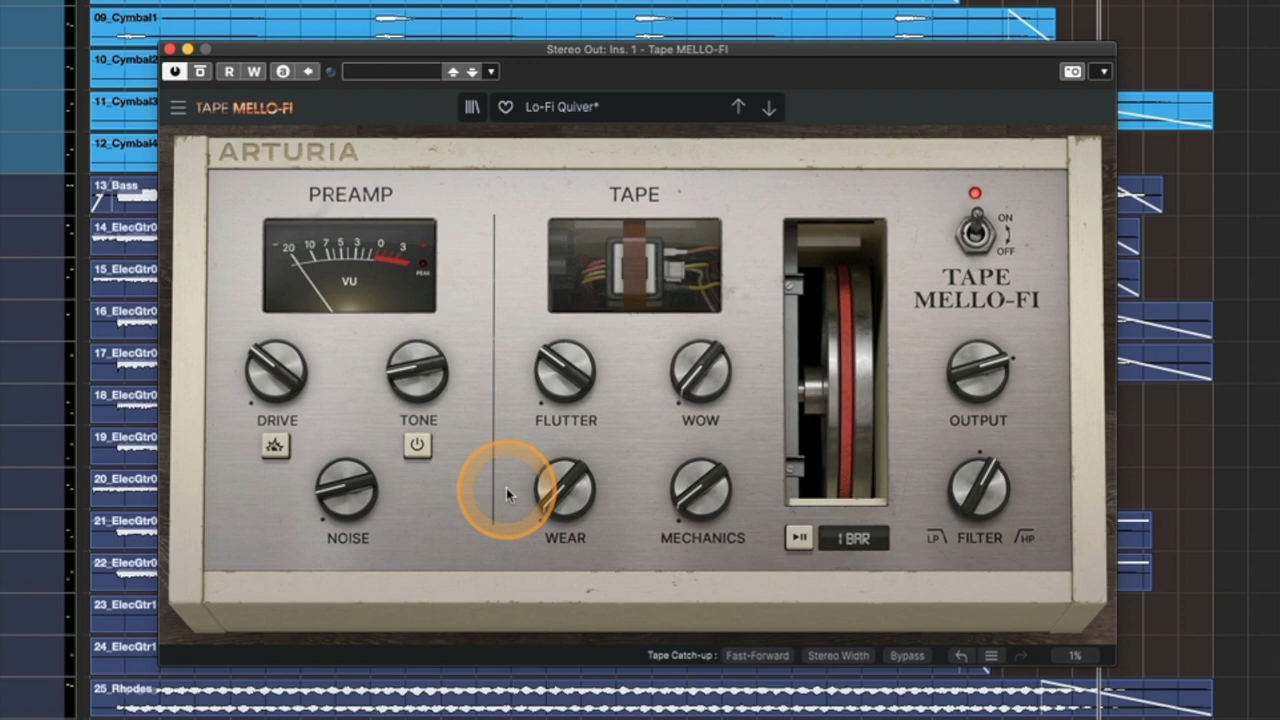 09_Cymbal1
Stereo Out: Ins. 1 - Tape MELLO-FI
10_Cymbal2
R W a
TAPE MELLO-FI
Lo-Fi Quiver*
11_Cymbal3
12_Cymbal4
ARTURIA
13_Bass
PREAMP
TAPE
14_ElecGtr0
- 20 10 7 5 3 0 3 +
PEAK
VU
ON
OFF
15_ElecGtr0
TAPE
MELLO-FI
16_ElecGtr0
17_ElecGtr0
18_ElecGtr0
DRIVE
TONE
FLUTTER
WOW
OUTPUT
19_ElecGtr0
20_ElecGtr0
21_ElecGtr0
NOISE
WEAR
MECHANICS
1 BAR
LP FILTER HP
22_ElecGtr0
23_ElecGtr1
24_ElecGtr1
Tape Catch-up : Fast-Forward Stereo Width Bypass 1%
25_Rhodes